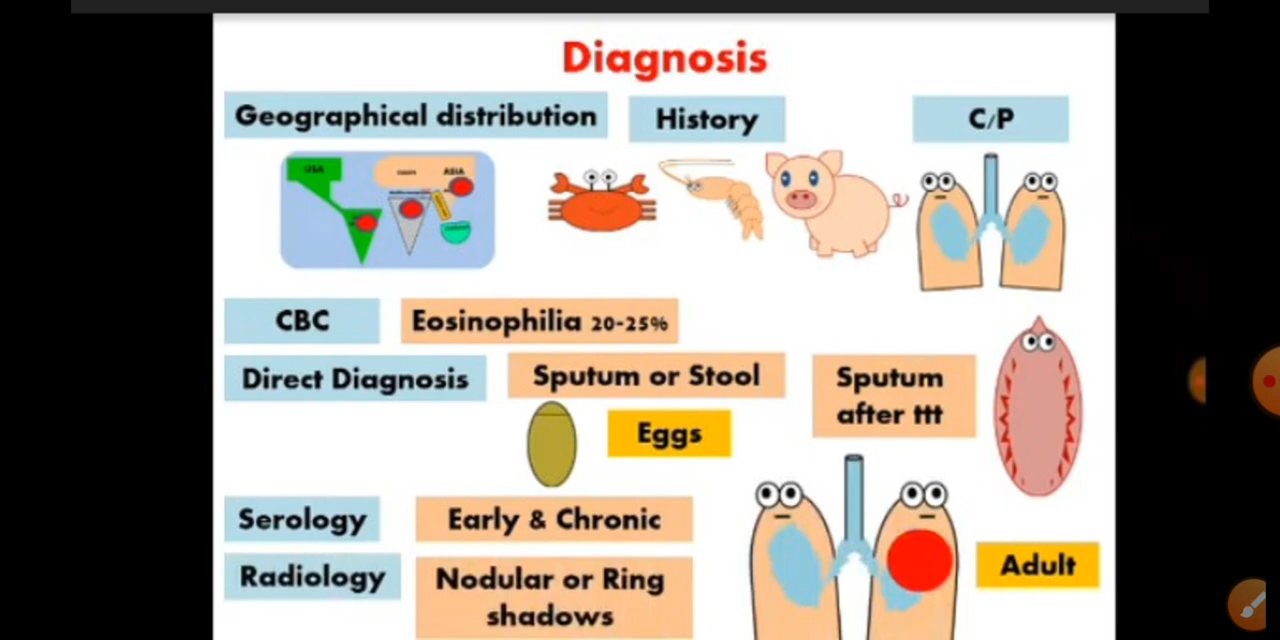 Diagnosis
Geographical distribution
History
C/P
USA
ASIA
CBC
Eosinophilia 20-25%
Direct Diagnosis
Sputum or Stool
Sputum
after ttt
Eggs
Serology
Early & Chronic
Radiology
Nodular or Ring
shadows
Adult